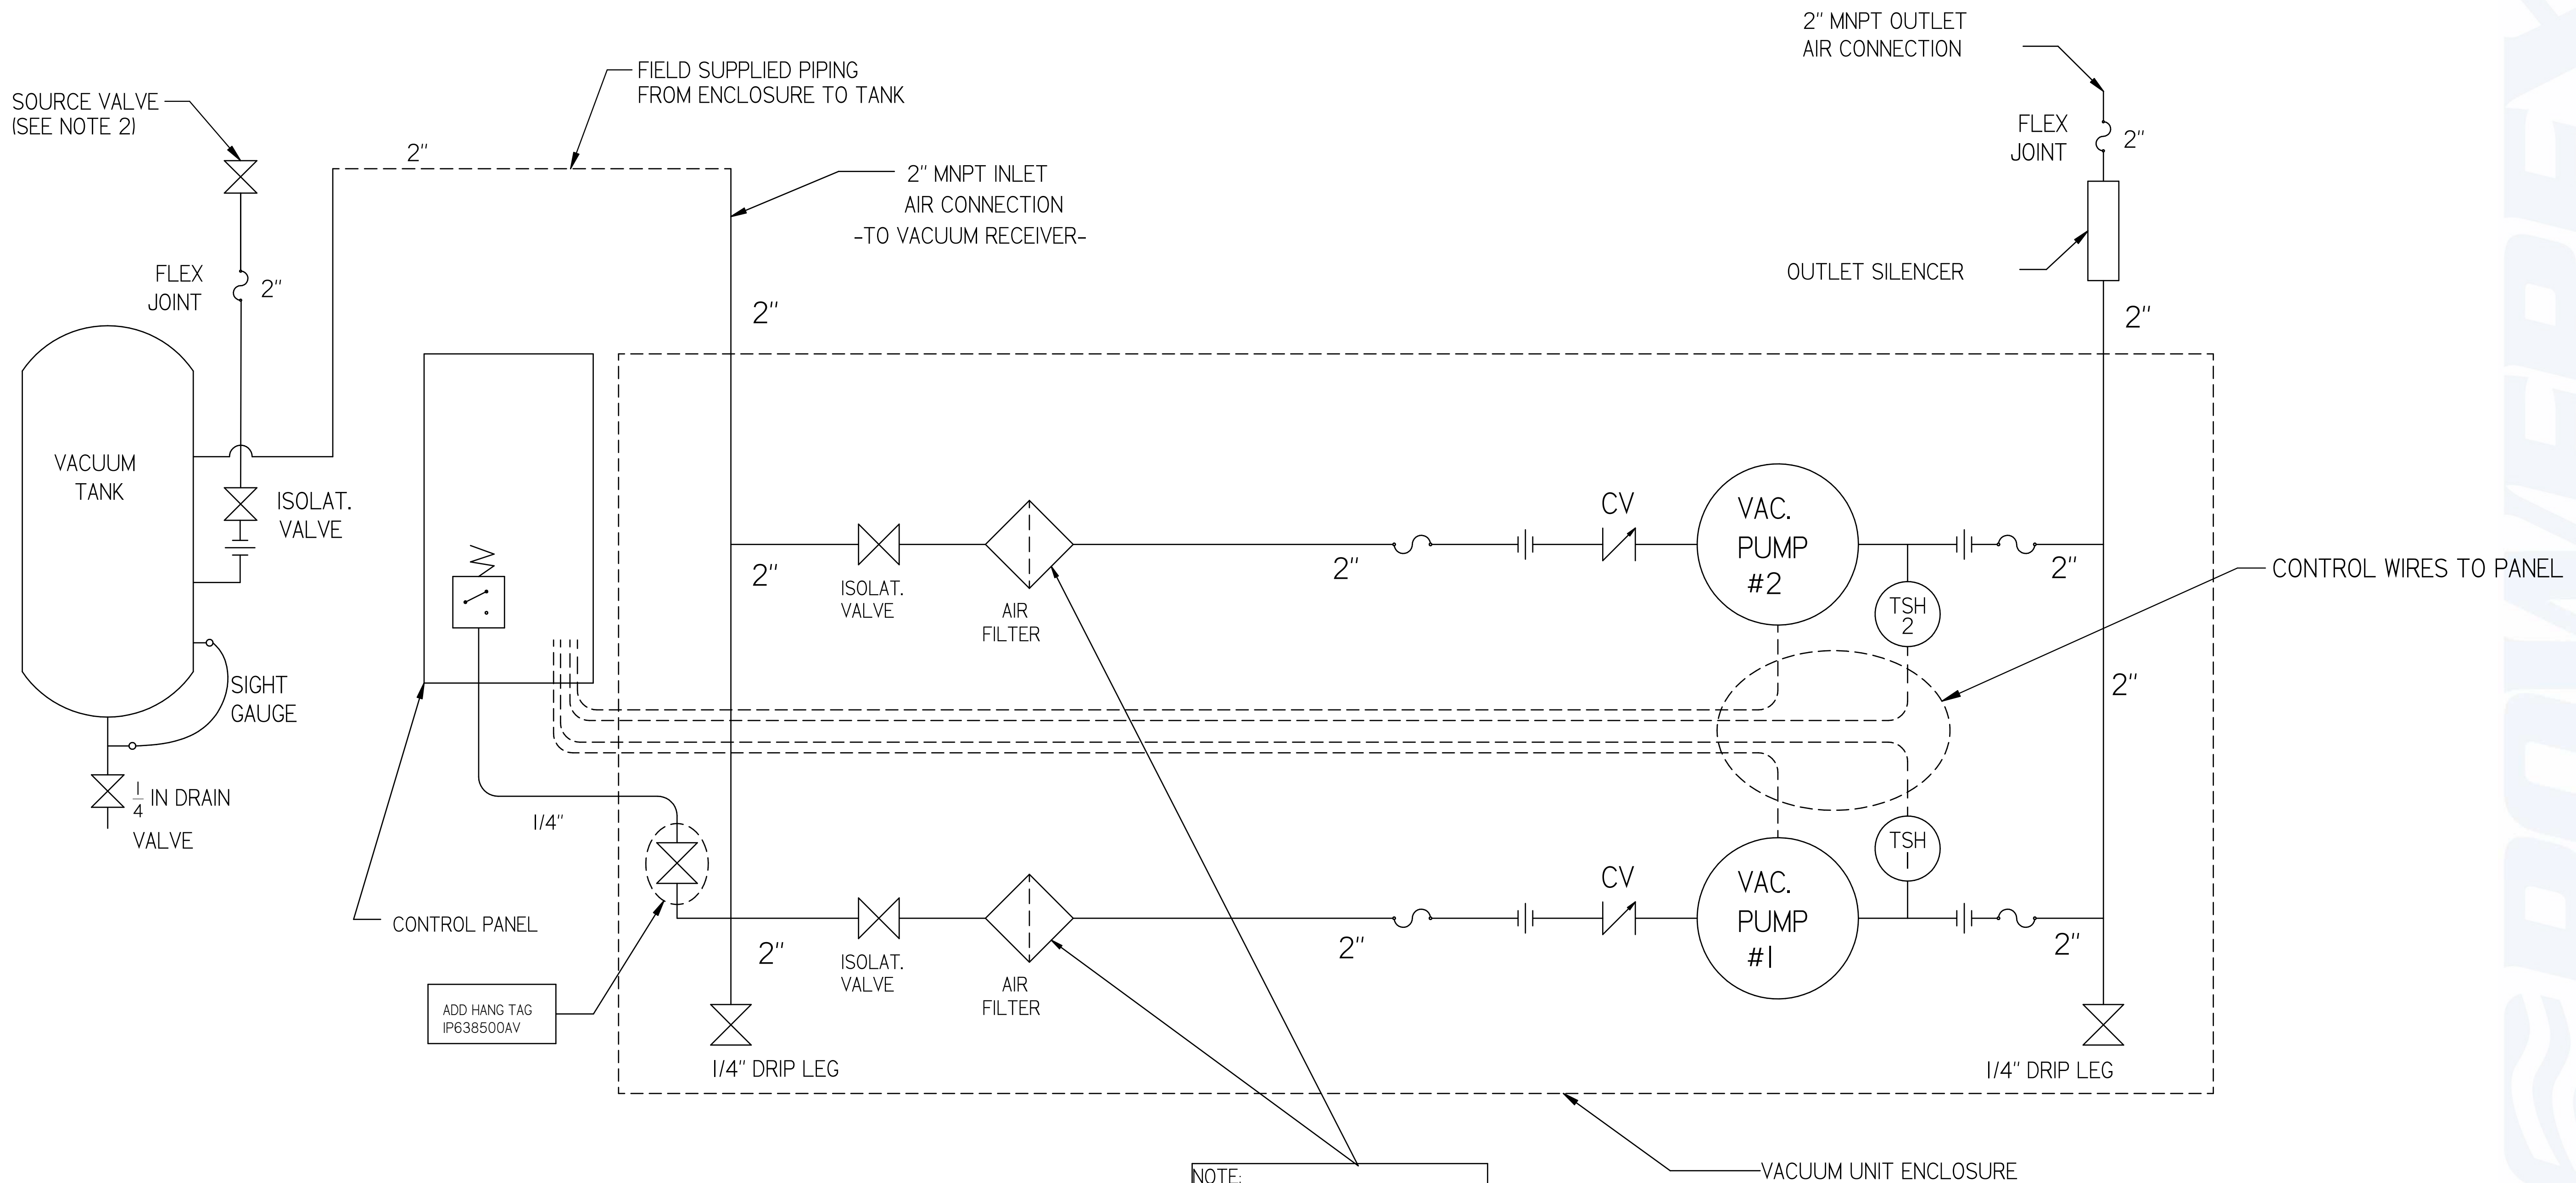 2" MNPT OUTLET
AIR CONNECTION
FIELD SUPPLIED PIPING
FROM ENCLOSURE TO TANK
SOURCE VALVE
(SEE NOTE 2)
FLEX
JOINT
2"
2"
2" MNPT INLET
AIR CONNECTION
-TO VACUUM RECEIVER-
FLEX
JOINT
2"
OUTLET SILENCER
2"
2"
VACUUM
TANK
ISOLAT.
VALVE
CV
VAC.
PUMP
#2
2"
ISOLAT.
VALVE
AIR
FILTER
2"
TSH
2
2"
CONTROL WIRES TO PANEL
SIGHT
GAUGE
2"
1/4 IN DRAIN
VALVE
1/4"
TSH
1
CV
VAC.
PUMP
#1
CONTROL PANEL
2"
ISOLAT.
VALVE
AIR
FILTER
2"
2"
ADD HANG TAG
IP638500AV
1/4" DRIP LEG
1/4" DRIP LEG
NOTE:
VACUUM UNIT ENCLOSURE
POWEREX